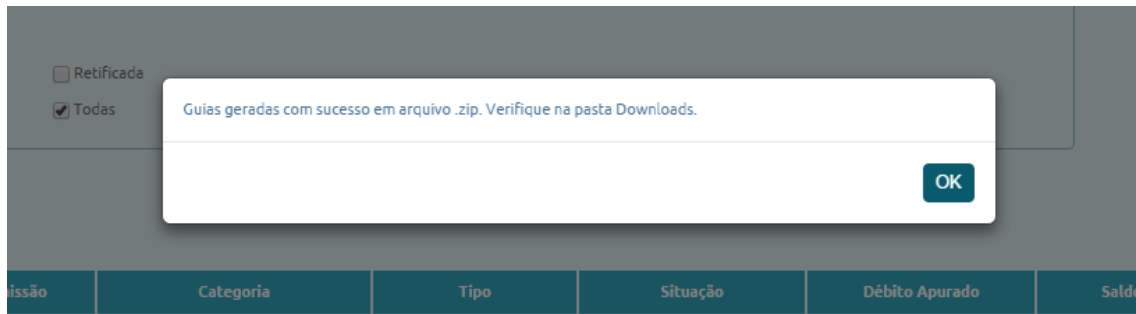 Retificada
Todas
Guias geradas com sucesso em arquivo .zip. Verifique na pasta Downloads.
OK
Categoria
Tipo
Situação
Débito Apurado